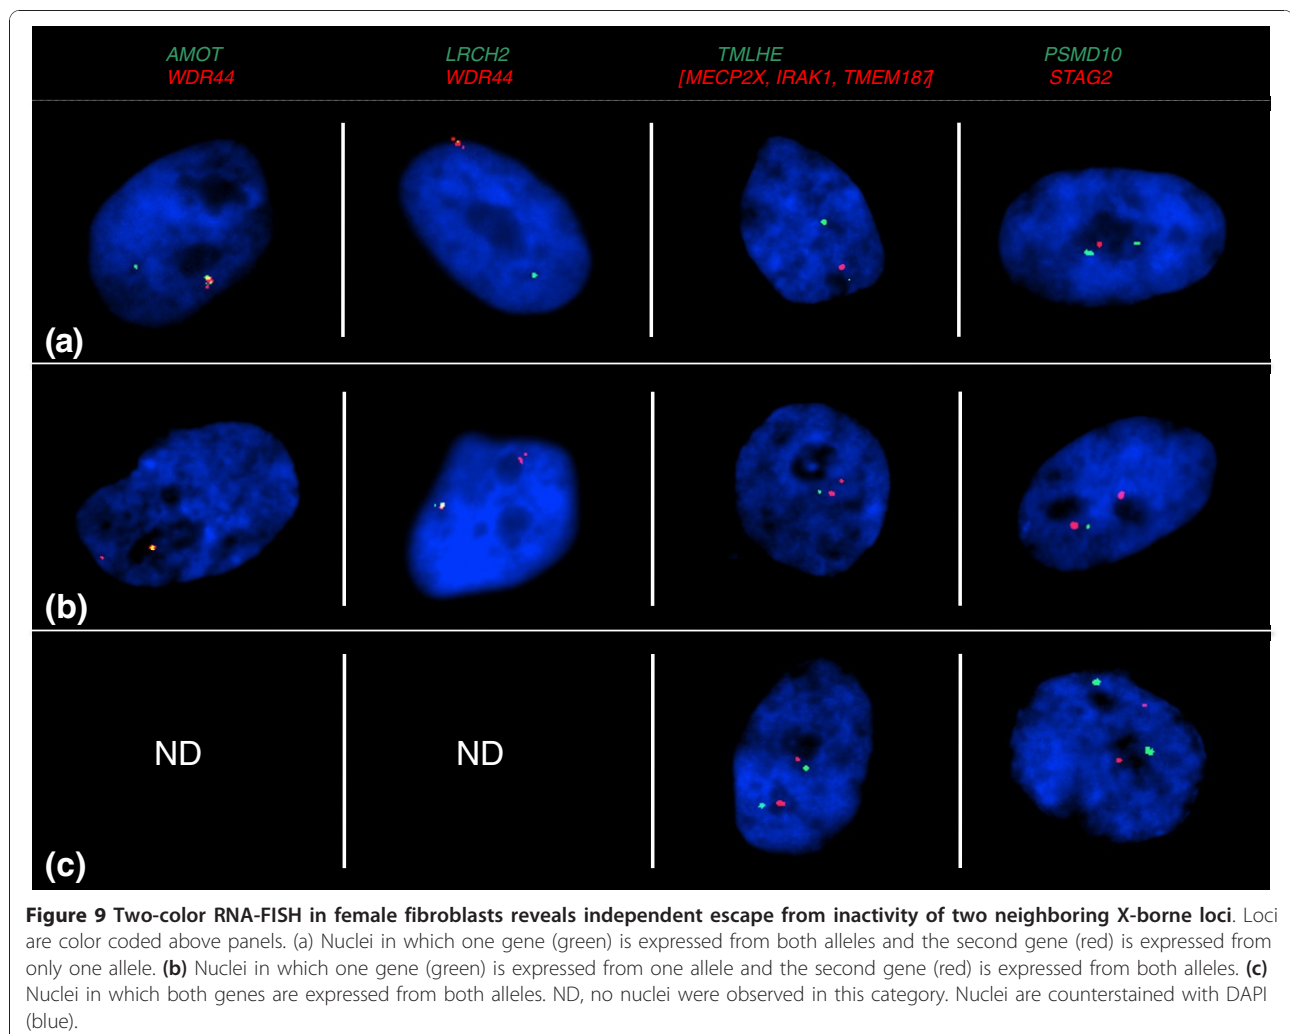 AMOT LRCH2 TMLHE PSMD10
WDR44 WDR44 [MECP2X, IRAK1, TMEM187] STAG2
(a)
(b)
ND ND
(c)
Figure 9 Two-color RNA-FISH in female fibroblasts reveals independent escape from inactivity of two neighboring X-borne loci. Loci
are color coded above panels. (a) Nuclei in which one gene (green) is expressed from both alleles and the second gene (red) is expressed from
only one allele. (b) Nuclei in which one gene (green) is expressed from one allele and the second gene (red) is expressed from both alleles. (c)
Nuclei in which both genes are expressed from both alleles. ND, no nuclei were observed in this category. Nuclei are counterstained with DAPI
(blue).